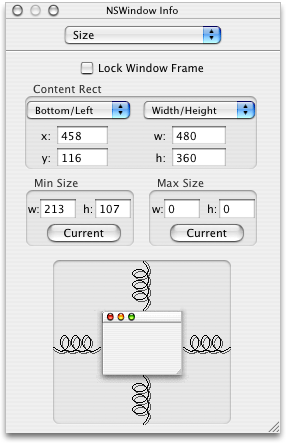 NSWindow Info
Size
Lock Window Frame
Content Rect
Bottom/Left Width/Height
x: 458 w: 480
y: 116 h: 360
Min Size Max Size
w: 213 h: 107 w: 0 h: 0
Current Current